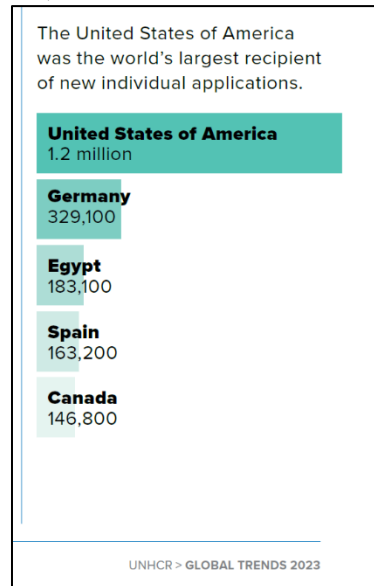 The United States of America
was the world’s largest recipient
of new individual applications.
United States of America
1.2 million
Germany
329,100
Egypt
183,100
Spain
163,200
Canada
146,800
UNHCR > GLOBAL TRENDS 2023